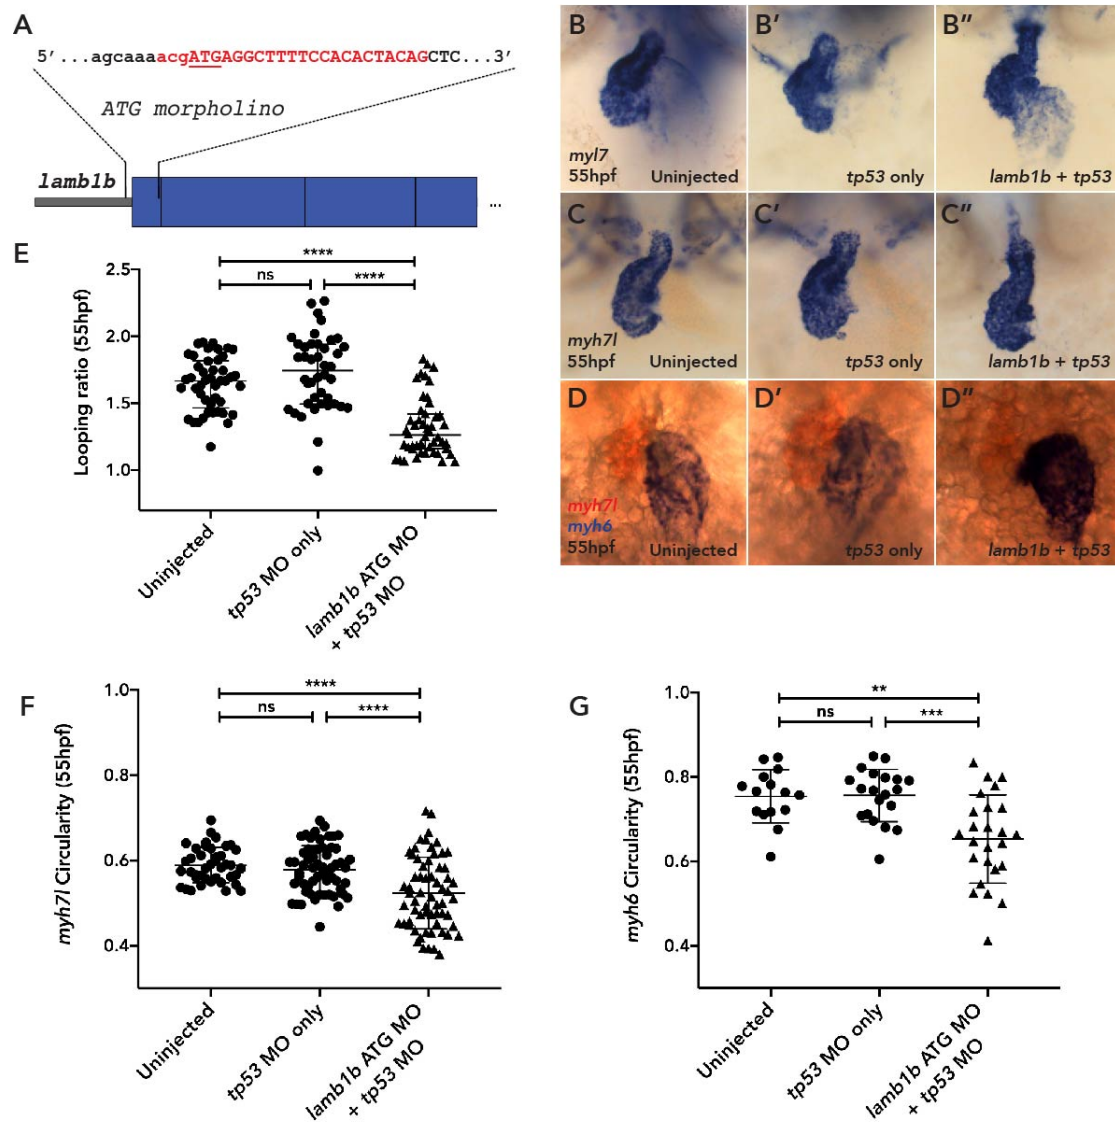 A
5’ ...agcaaaacgATGAGGCTTTTCCACACTACAGCTC...3’
ATG morpholino
lamb1b
...
B
myl7
55hpf
Uninjected
B’
tp53 only
B”
lamb1b + tp53
C
myh7l
55hpf
Uninjected
C’
tp53 only
C”
lamb1b + tp53
D
myh7l
myh6
55hpf
Uninjected
D’
tp53 only
D”
lamb1b + tp53
E
Looping ratio (55hpf)
2.5
2.0
1.5
1.0
****
ns
****
Uninjected
tp53 MO only
lamb1b ATG MO
+ tp53 MO
F
myh7l Circularity (55hpf)
1.0
0.8
0.6
0.4
****
ns
****
Uninjected
tp53 MO only
lamb1b ATG MO
+ tp53 MO
G
myh6 Circularity (55hpf)
1.0
0.8
0.6
0.4
**
ns
***
Uninjected
tp53 MO only
lamb1b ATG MO
+ tp53 MO